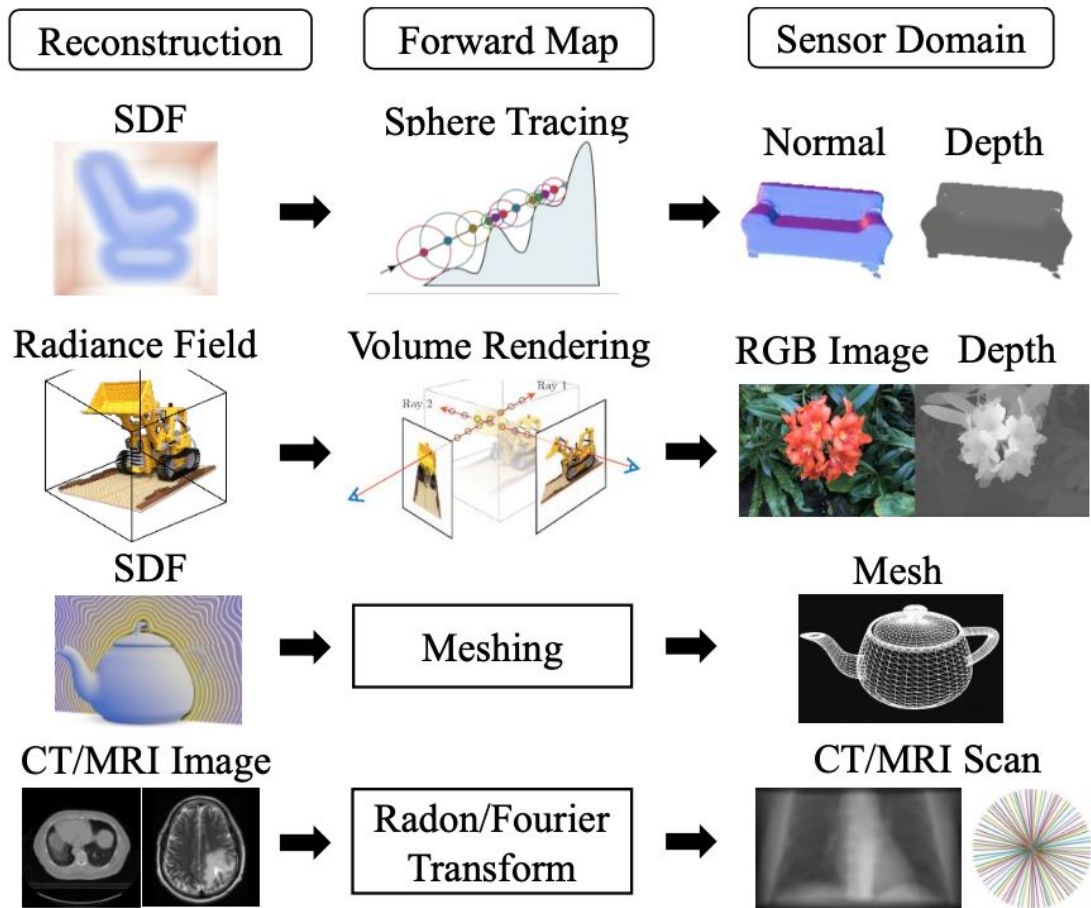 Reconstruction
Forward Map
Sensor Domain
SDF
Sphere Tracing
Normal
Depth
Radiance Field
Volume Rendering
RGB Image
Depth
Ray 1
Ray 2
SDF
Meshing
Mesh
CT/MRI Image
Radon/Fourier
Transform
CT/MRI Scan